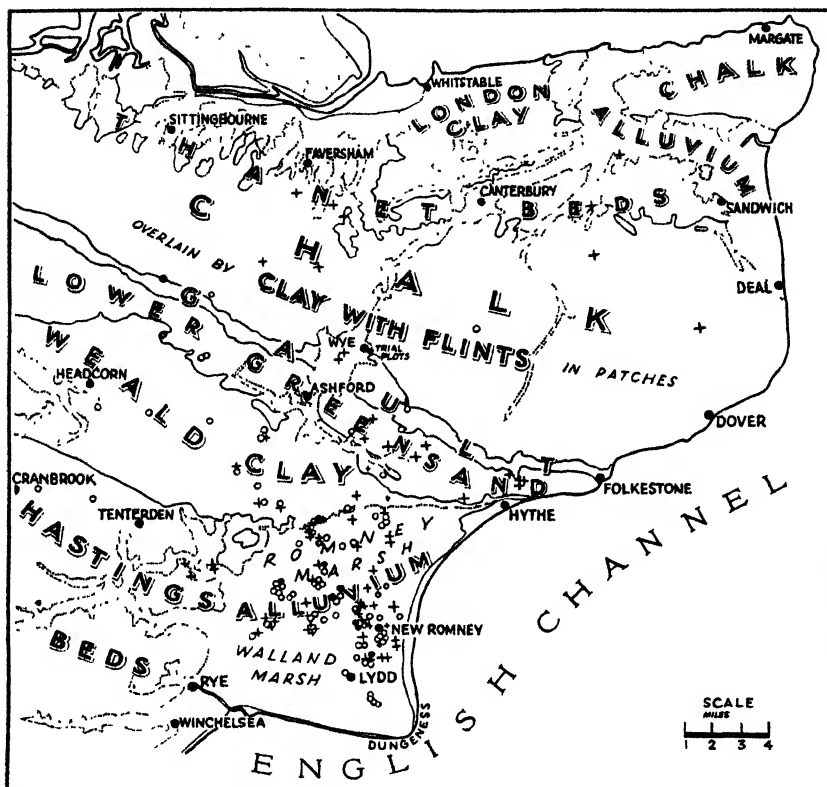 MARGATE
CHALK
WHITSTABLE
LONDON
CLAY
SITTINGBOURNE
THANET BEDS
ALLUVIUM
FAVERSHAM
CANTERBURY
SANDWICH
CHALK
OVERLAIN BY
CLAY WITH FLINTS
IN PATCHES
DEAL
LOWER GREENSAND
GAULT
WYE
TRIAL
PLOTS
HEADCORN
ASHFORD
WEALD CLAY
DOVER
FOLKESTONE
HYTHE
CRANBROOK
TENTERDEN
ROMNEY
MARSH
HASTINGS
BEDS
ALLUVIUM
NEW ROMNEY
WALLAND
MARSH
LYDD
RYE
WINCHELSEA
DUNGENESS
ENGLISH CHANNEL
SCALE
MILES
1 2 3 4